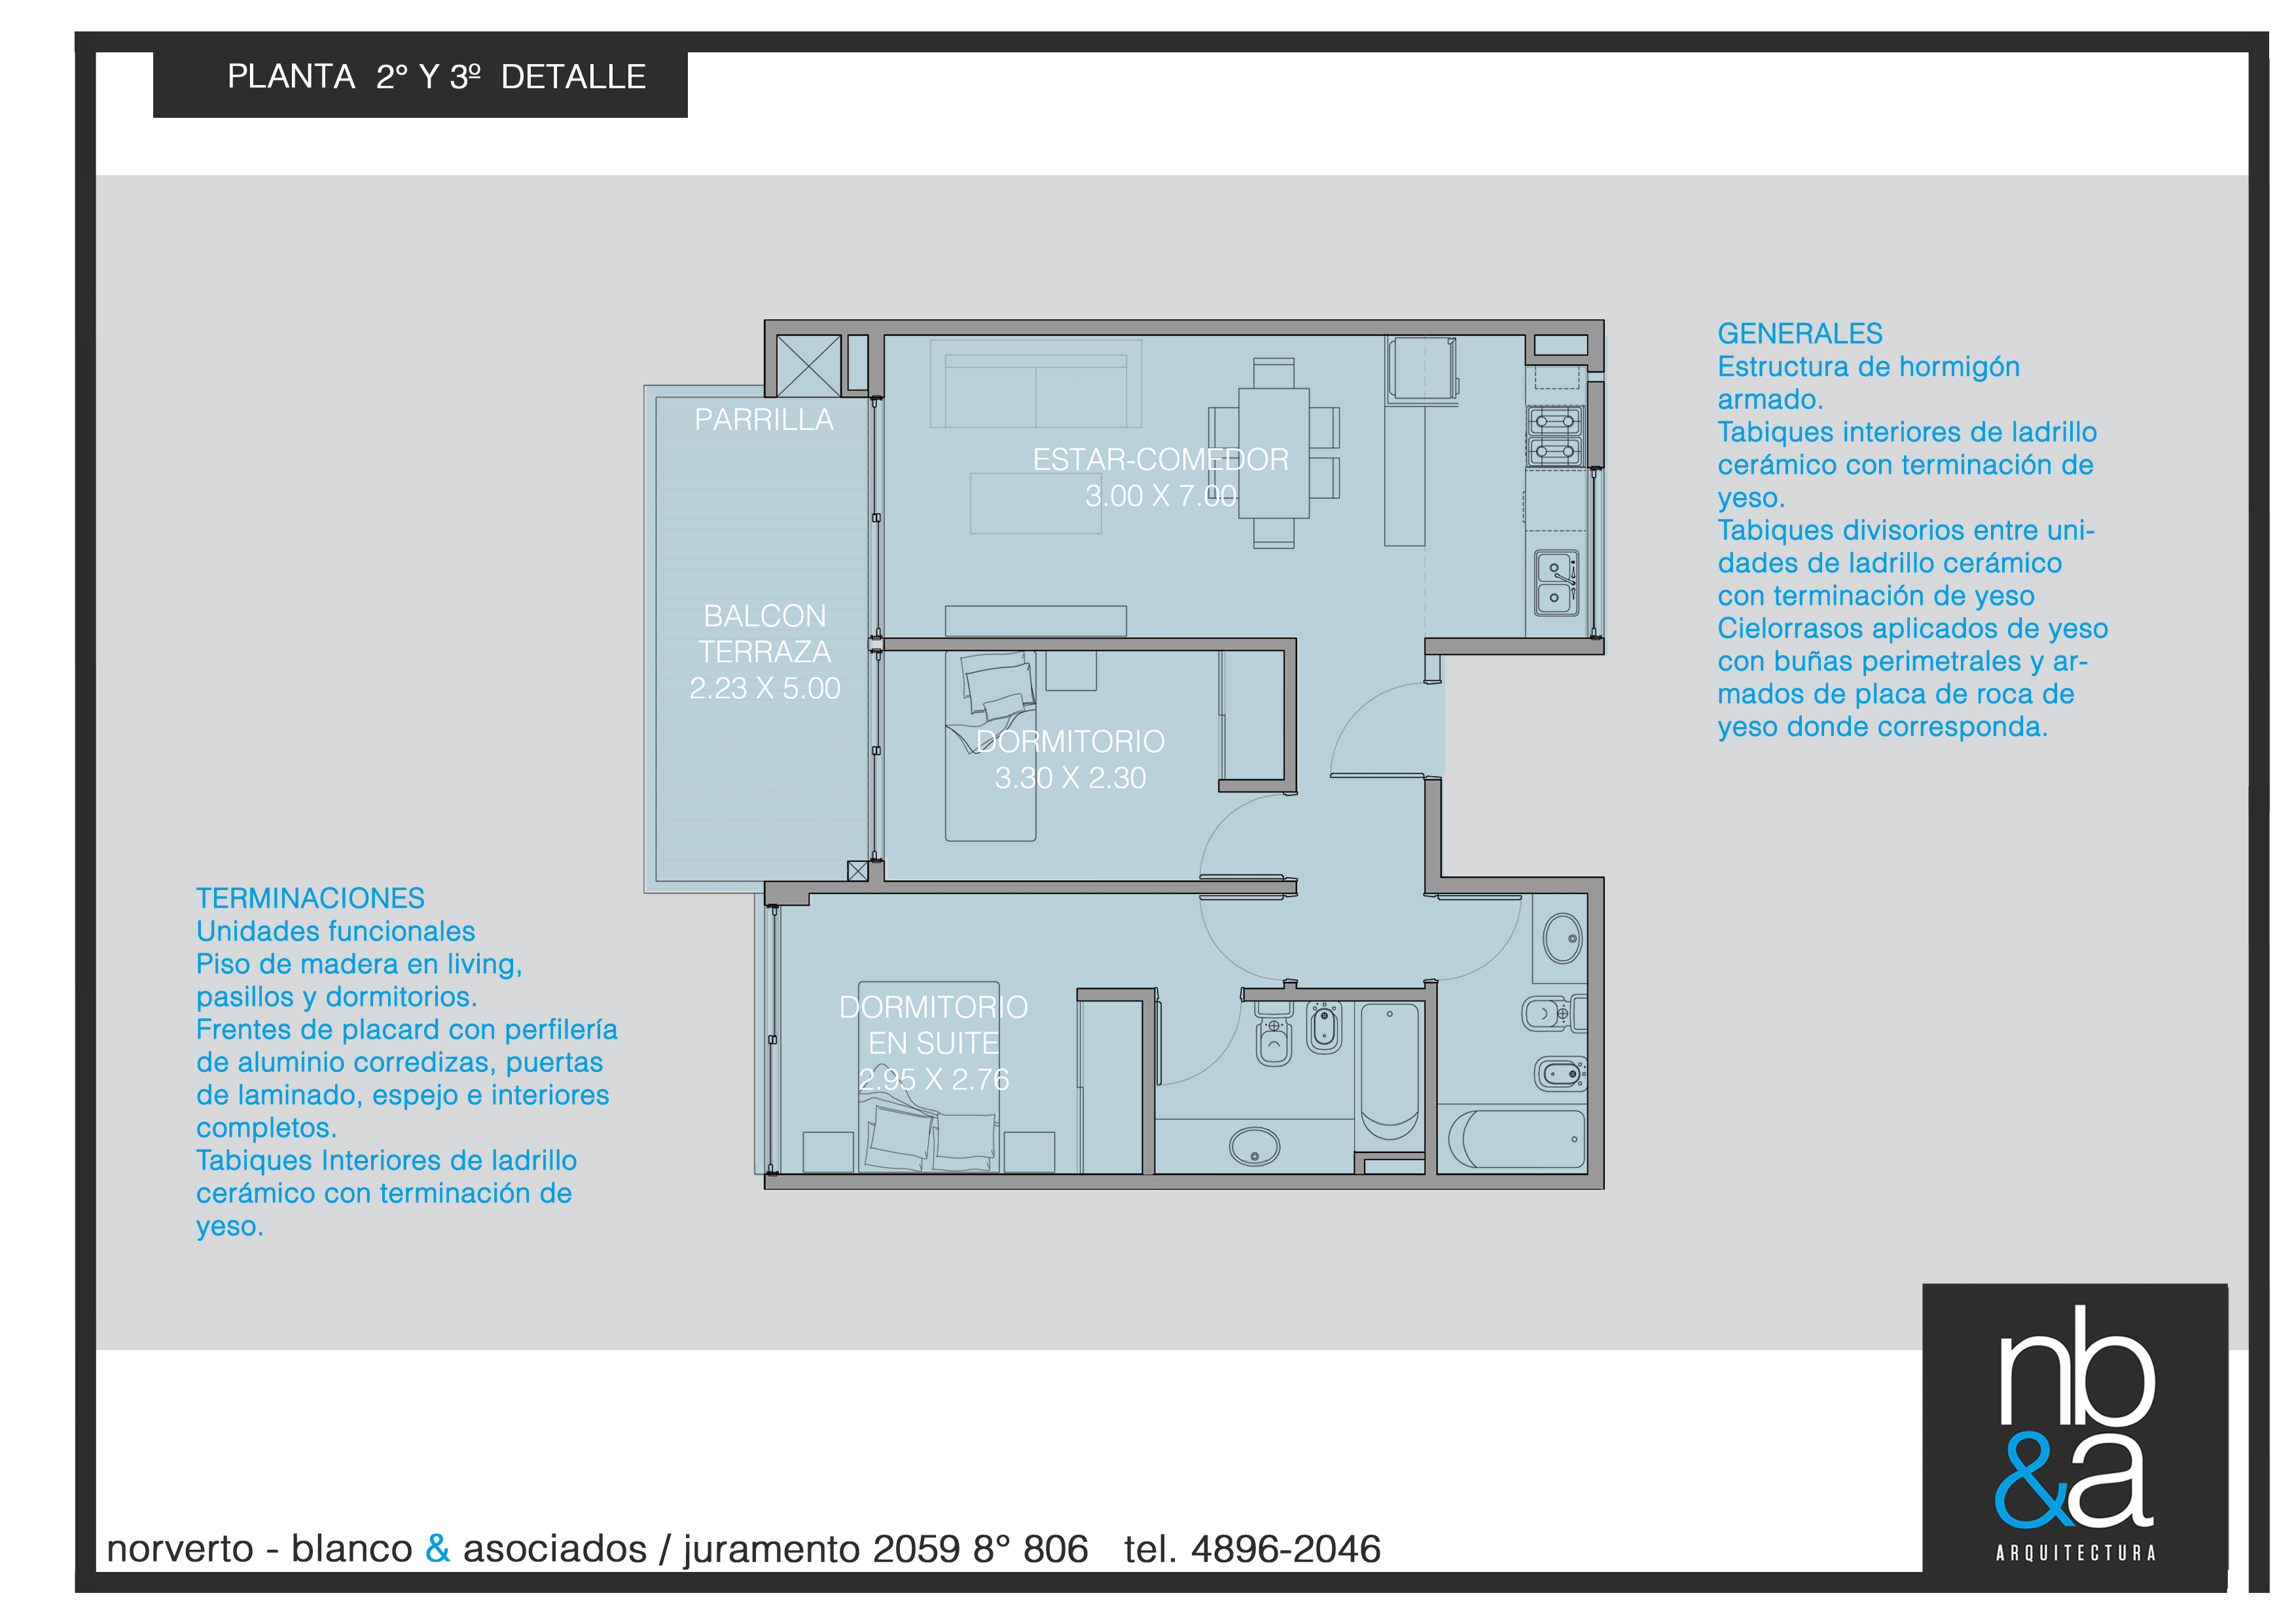 PLANTA 2° Y 3º DETALLE
PARRILLA
ESTAR-COMEDOR
3.00 X 7.00
BALCON
TERRAZA
2.23 X 5.00
DORMITORIO
3.30 X 2.30
DORMITORIO
EN SUITE
2.95 X 2.76
GENERALES
Estructura de hormigón
armado.
Tabiques interiores de ladrillo
cerámico con terminación de
yeso.
Tabiques divisorios entre uni-
dades de ladrillo cerámico
con terminación de yeso
Cielorrasos aplicados de yeso
con buñas perimetrales y ar-
mados de placa de roca de
yeso donde corresponda.
TERMINACIONES
Unidades funcionales
Piso de madera en living,
pasillos y dormitorios.
Frentes de placard con perfilería
de aluminio corredizas, puertas
de laminado, espejo e interiores
completos.
Tabiques Interiores de ladrillo
cerámico con terminación de
yeso.
nb
&a
ARQUITECTURA
norverto - blanco & asociados / juramento 2059 8° 806 tel. 4896-2046